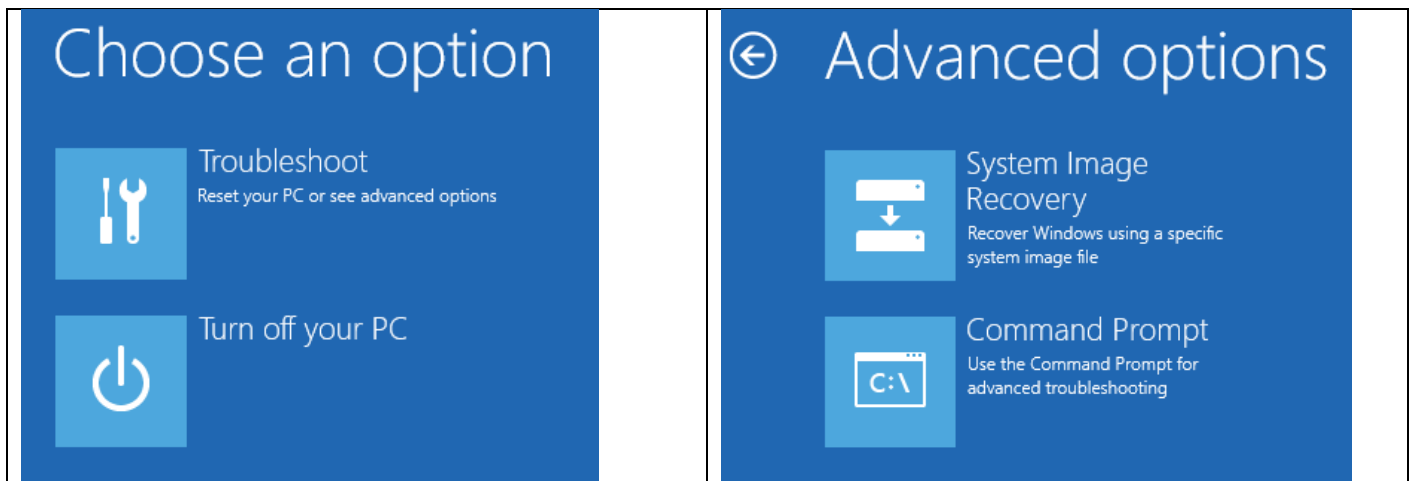 Choose an option
Troubleshoot
Reset your PC or see advanced options
Turn off your PC
Advanced options
System Image
Recovery
Recover Windows using a specific
system image file
C:\
Command Prompt
Use the Command Prompt for
advanced troubleshooting